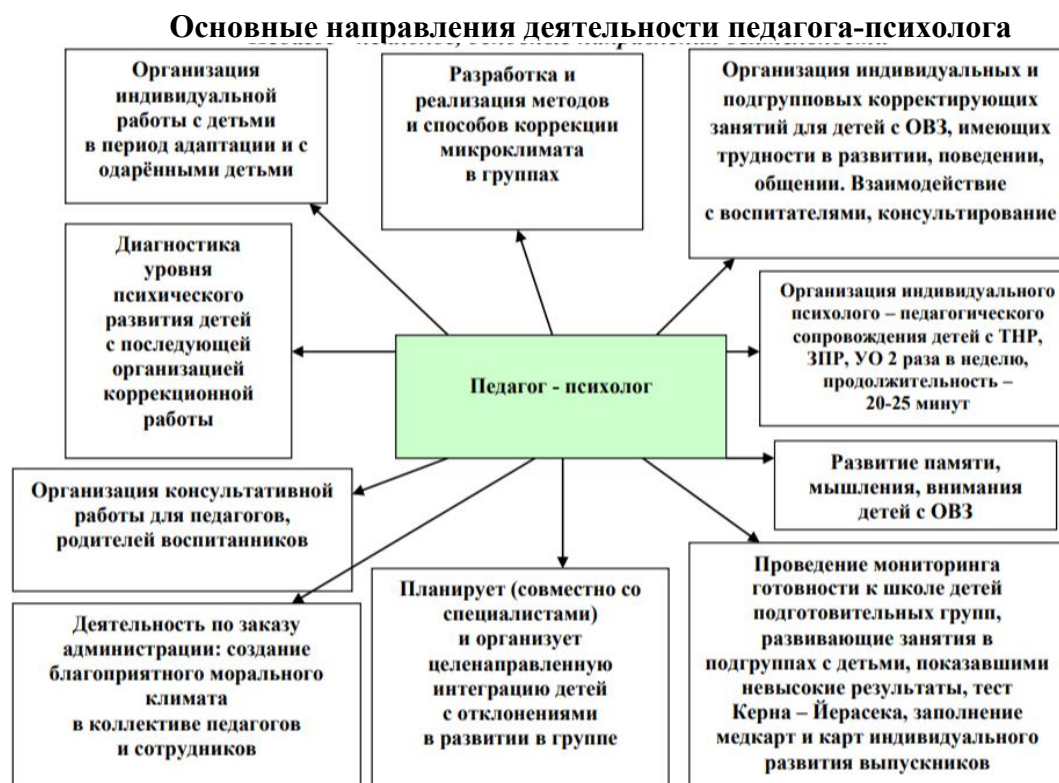 Основные направления деятельности педагога-психолога
Организация
индивидуальной
работы с детьми
в период адаптации и с
одарёнными детьми
Разработка и
реализация методов
и способов коррекции
микроклимата
в группах
Организация индивидуальных и
подгрупповых корректирующих
занятий для детей с ОВЗ, имеющих
трудности в развитии, поведении,
общении. Взаимодействие
с воспитателями, консультирование
Диагностика
уровня
психического
развития детей
с последующей
организацией
коррекционной
работы
Организация индивидуального
психолого – педагогического
сопровождения детей с ТНР,
ЗПР, УО 2 раза в неделю,
продолжительность –
20-25 минут
Педагог - психолог
Развитие памяти,
мышления, внимания
детей с ОВЗ
Организация консультативной
работы для педагогов,
родителей воспитанников
Деятельность по заказу
администрации: создание
благоприятного морального
климата
в коллективе педагогов
и сотрудников
Планирует (совместно со
специалистами)
и организует
целенаправленную
интеграцию детей
с отклонениями
в развитии в группе
Проведение мониторинга
готовности к школе детей
подготовительных групп,
развивающие занятия в
подгруппах с детьми, показавшими
невысокие результаты, тест
Керна – Йерасека, заполнение
медкарт и карт индивидуального
развития выпускников